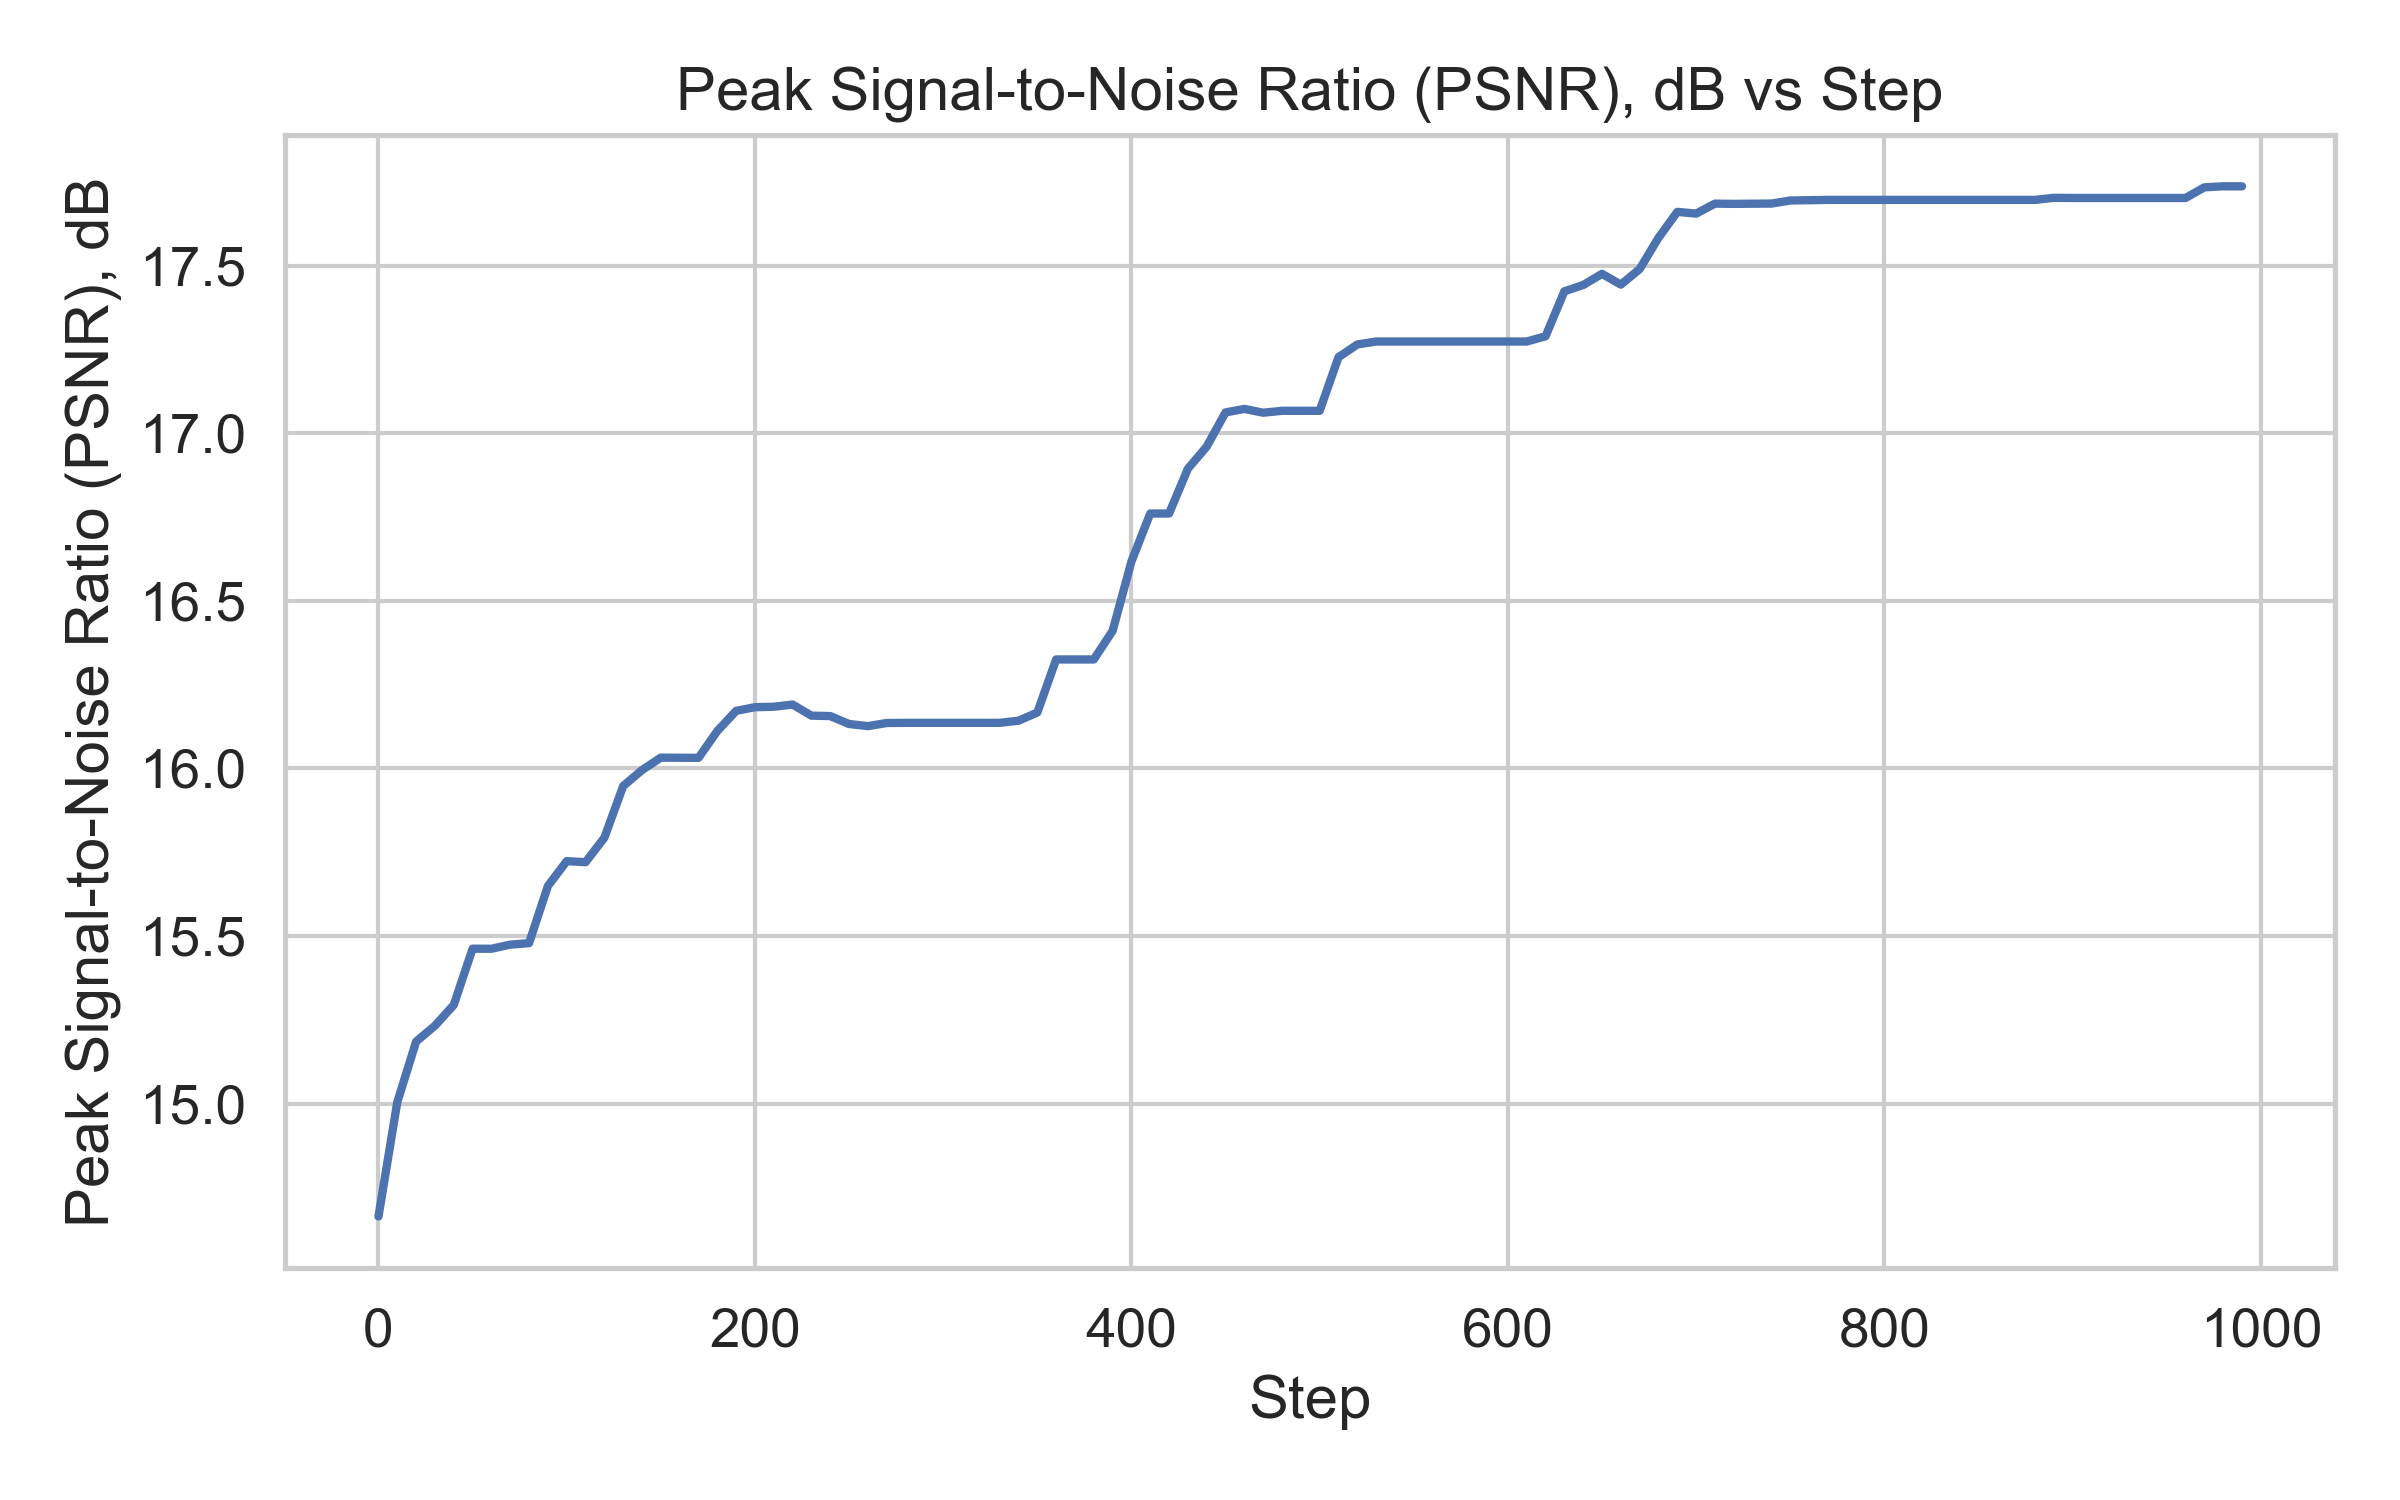 Peak Signal-to-Noise Ratio (PSNR), dB vs Step
Peak Signal-to-Noise Ratio (PSNR), dB
17.5
17.0
16.5
16.0
15.5
15.0
0 200 400 600 800 1000
Step